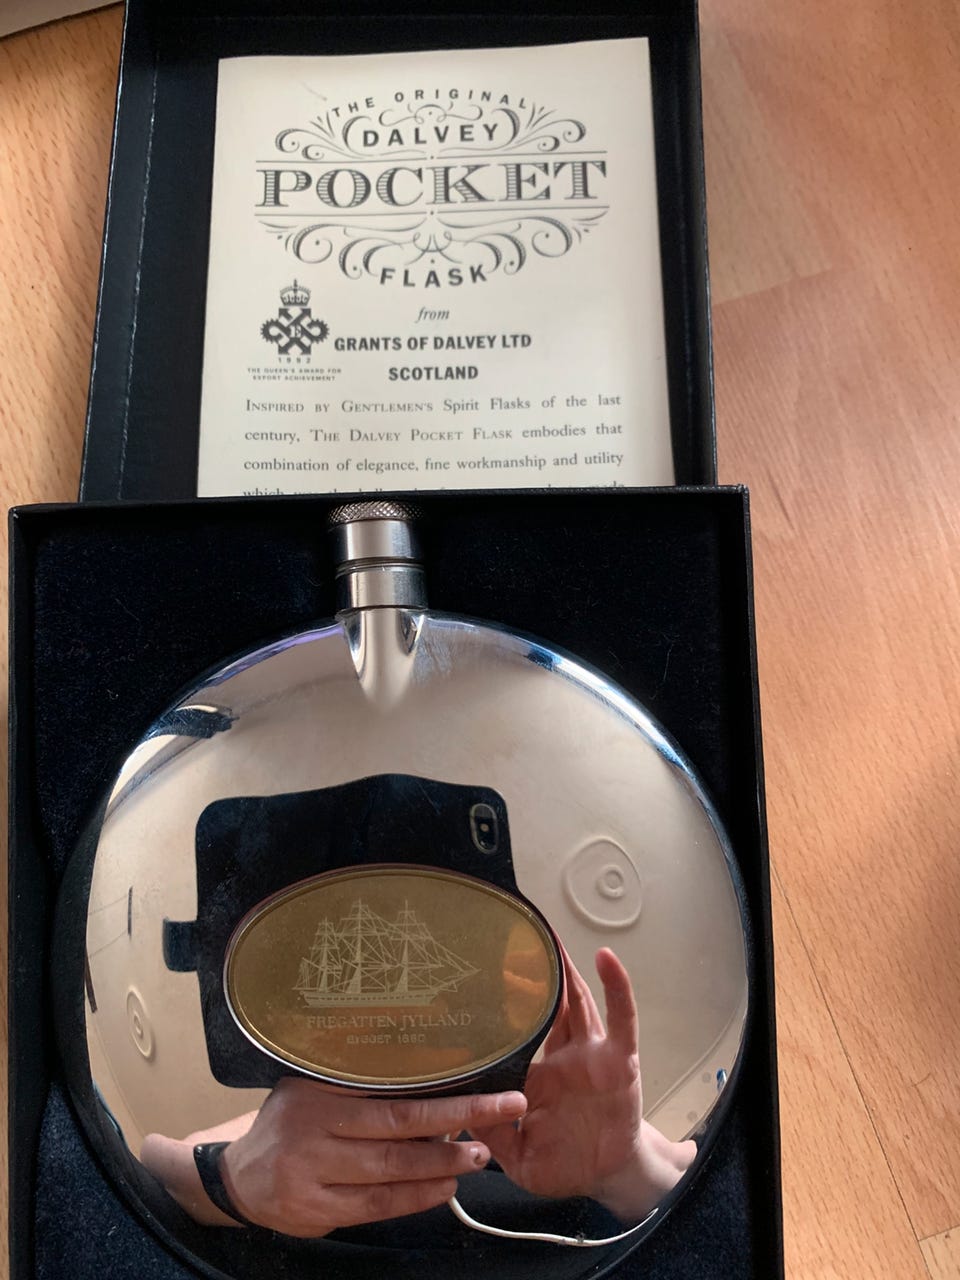 THE ORIGINAL
DALVEY
POCKET
FLASK
from
GRANTS OF DALVEY LTD
SCOTLAND
E
1992
THE QUEEN'S AWARD FOR
EXPORT ACHIEVEMENT
INSPIRED BY GENTLEMEN'S Spirit Flasks of the last
century, THE DALVEY POCKET FLASK embodies that
combination of elegance, fine workmanship and utility
FREGATTEN JYLLAND
BYGGET 1860